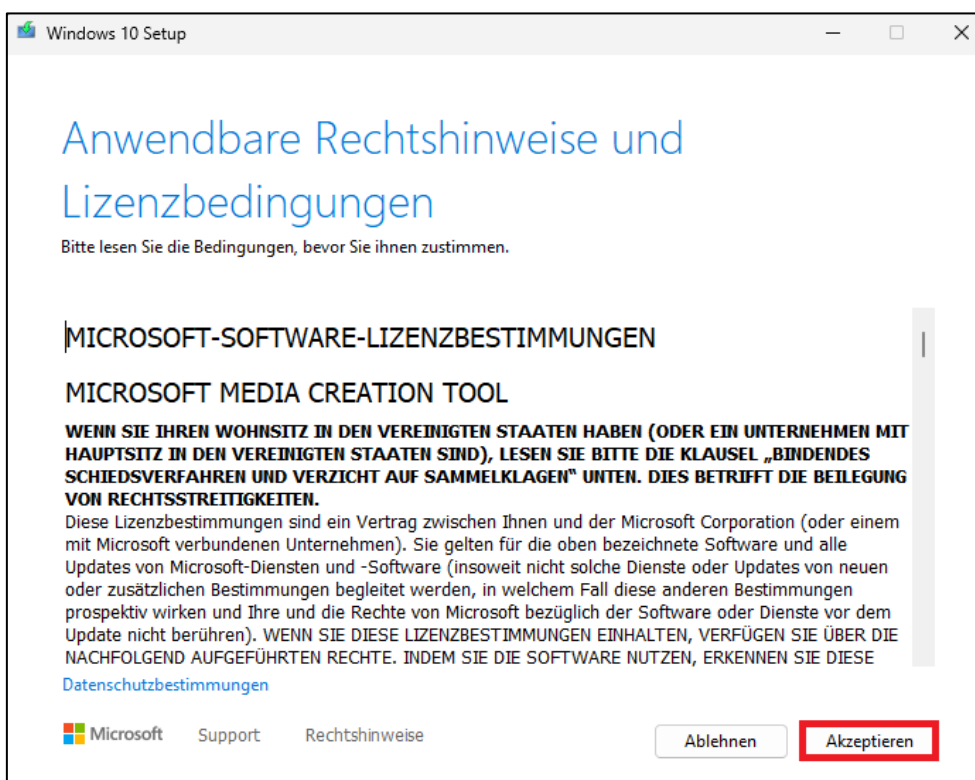 Windows 10 Setup
Anwendbare Rechtshinweise und
Lizenzbedingungen
Bitte lesen Sie die Bedingungen, bevor Sie ihnen zustimmen.
MICROSOFT-SOFTWARE-LIZENZBESTIMMUNGEN
MICROSOFT MEDIA CREATION TOOL
WENN SIE IHREN WOHNSITZ IN DEN VEREINIGTEN STAATEN HABEN (ODER EIN UNTERNEHMEN MIT
HAUPTSITZ IN DEN VEREINIGTEN STAATEN SIND), LESEN SIE BITTE DIE KLAUSEL „BINDENDES
SCHIEDSVERFAHREN UND VERZICHT AUF SAMMELKLAGEN“ UNTEN. DIES BETRIFFT DIE BEILEGUNG
VON RECHTSSTREITIGKEITEN.
Diese Lizenzbestimmungen sind ein Vertrag zwischen Ihnen und der Microsoft Corporation (oder einem
mit Microsoft verbundenen Unternehmen). Sie gelten für die oben bezeichnete Software und alle
Updates von Microsoft-Diensten und -Software (insoweit nicht solche Dienste oder Updates von neuen
oder zusätzlichen Bestimmungen begleitet werden, in welchem Fall diese anderen Bestimmungen
prospektiv wirken und Ihre und die Rechte von Microsoft bezüglich der Software oder Dienste vor dem
Update nicht berühren). WENN SIE DIESE LIZENZBESTIMMUNGEN EINHALTEN, VERFÜGEN SIE ÜBER DIE
NACHFOLGEND AUFGEFÜHRTEN RECHTE. INDEM SIE DIE SOFTWARE NUTZEN, ERKENNEN SIE DIESE
Datenschutzbestimmungen
Microsoft Support Rechtshinweise Ablehnen Akzeptieren